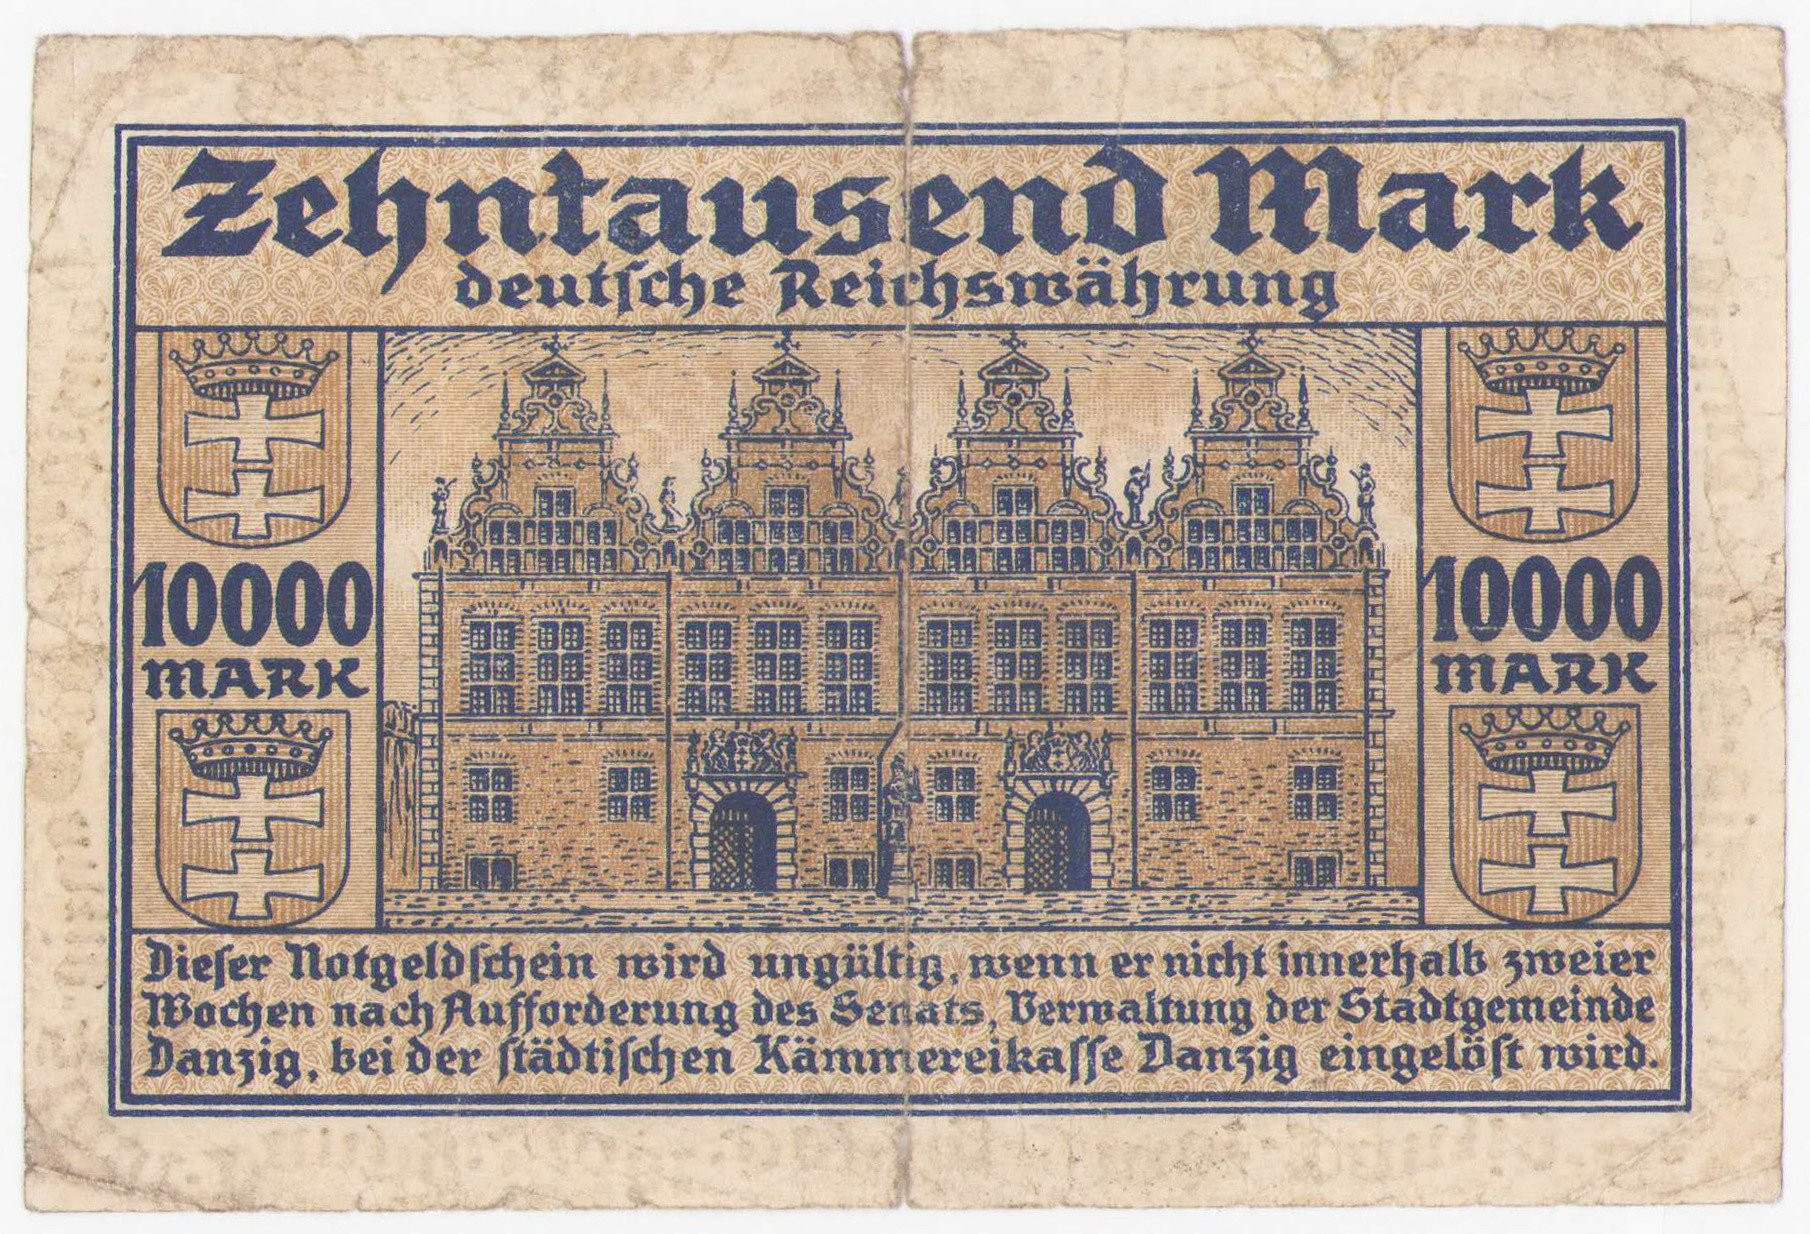 Zehntausend Mark
deutsche Reichswährung
10000
MARK
10000
MARK
Dieser Notgeldschein wird ungültig, wenn er nicht innerhalb zweier
Wochen nach Aufforderung des Senats, Verwaltung der Stadtgemeinde
Danzig, bei der städtischen Kämmereikasse Danzig eingelöst wird.